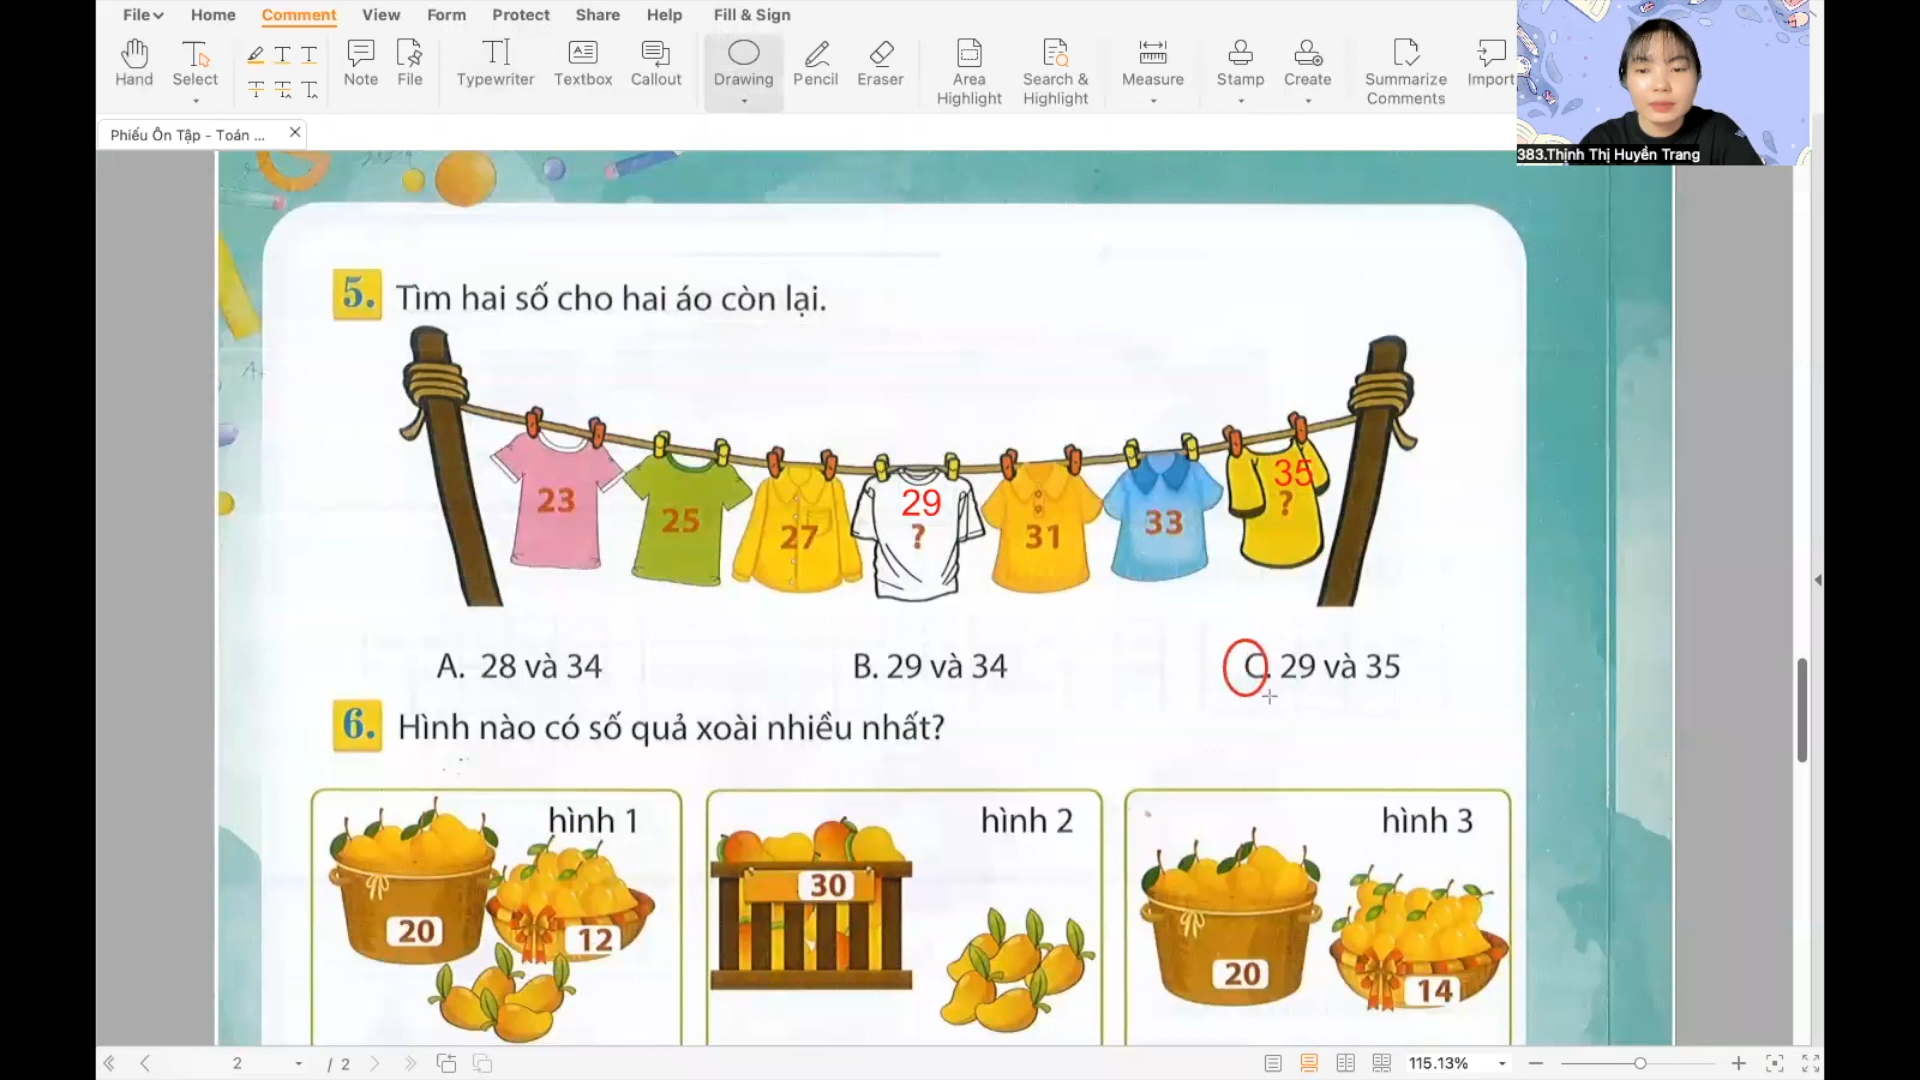 File Home Comment View Form Protect Share Help Fill & Sign
Hand Select Note File Typewriter Textbox Callout Drawing Pencil Eraser Area Highlight Search & Highlight Measure Stamp Create Summarize Comments Import
383.Thịnh Thị Huyền Trang
Phiếu Ôn Tập - Toán ...
5. Tìm hai số cho hai áo còn lại.
23 25 27 29 ? 31 33 35 ?
A. 28 và 34 B. 29 và 34 C. 29 và 35
6. Hình nào có số quả xoài nhiều nhất?
hình 1 hình 2 hình 3
20 12 30 20 14
2 / 2 115.13%